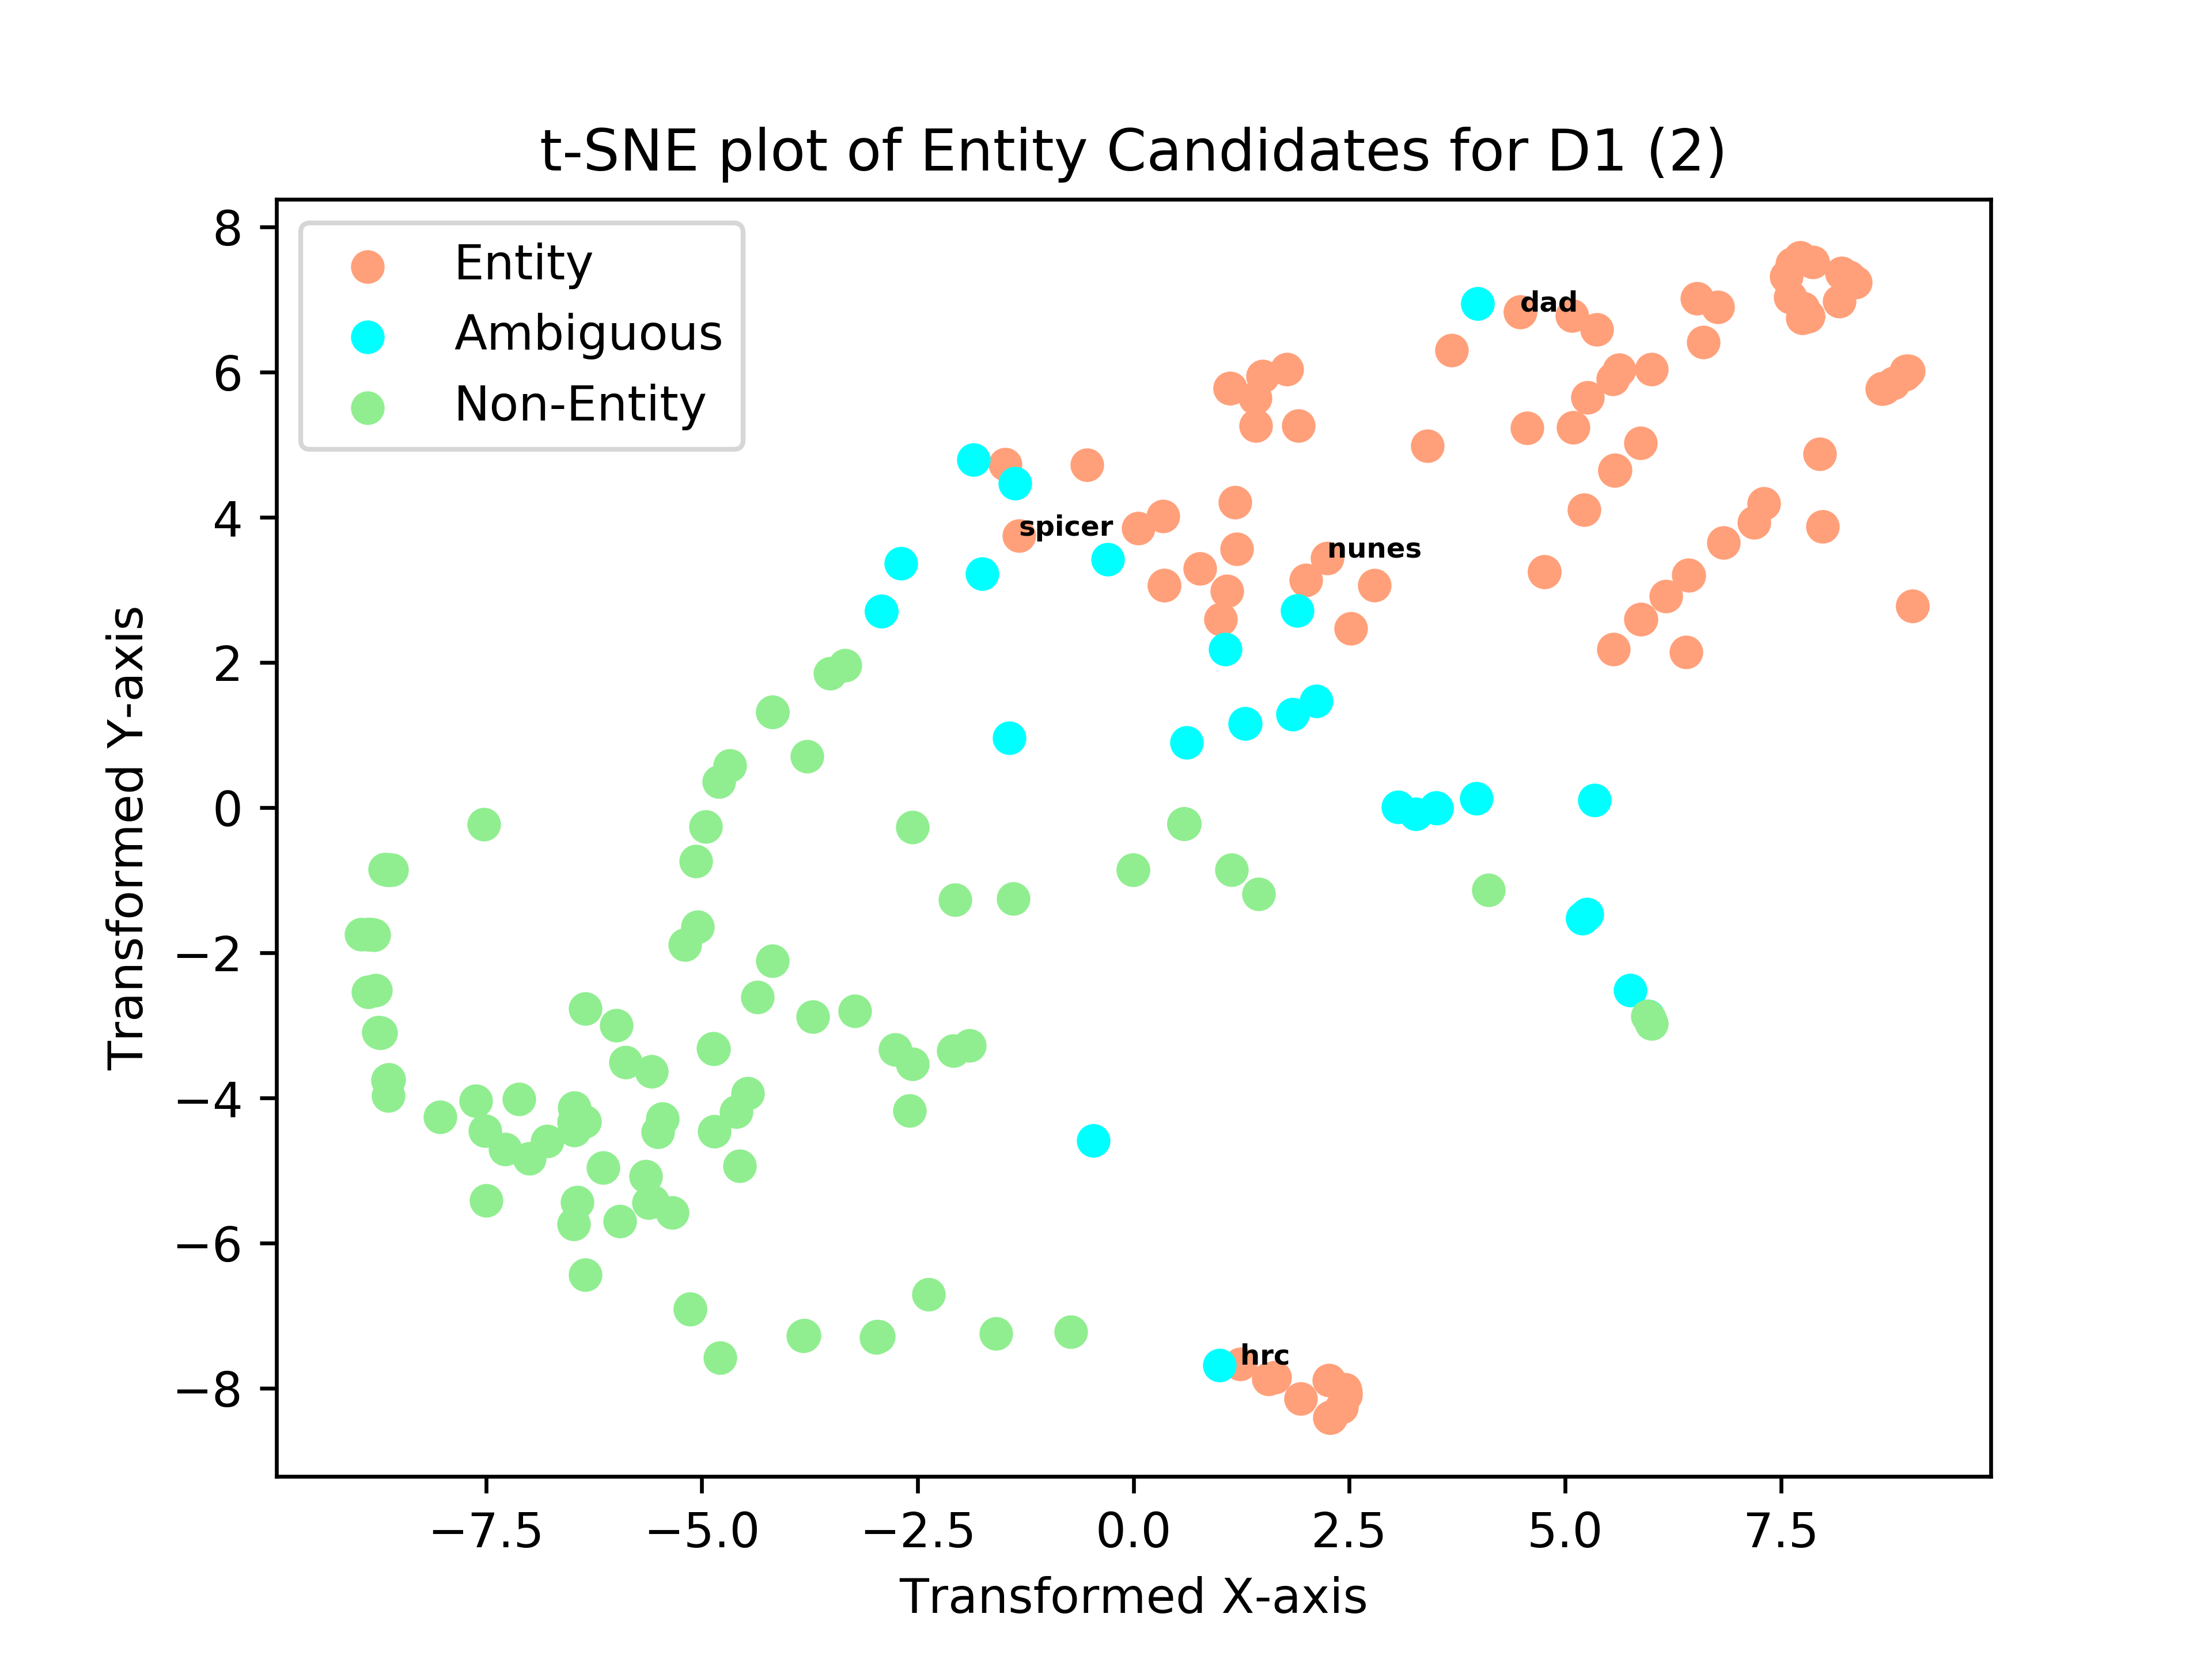 t-SNE plot of Entity Candidates for D1 (2)
Entity
Ambiguous
Non-Entity
dad
spicer
nunes
hrc
8
6
4
2
0
−2
−4
−6
−8
Transformed Y-axis
−7.5 −5.0 −2.5 0.0 2.5 5.0 7.5
Transformed X-axis